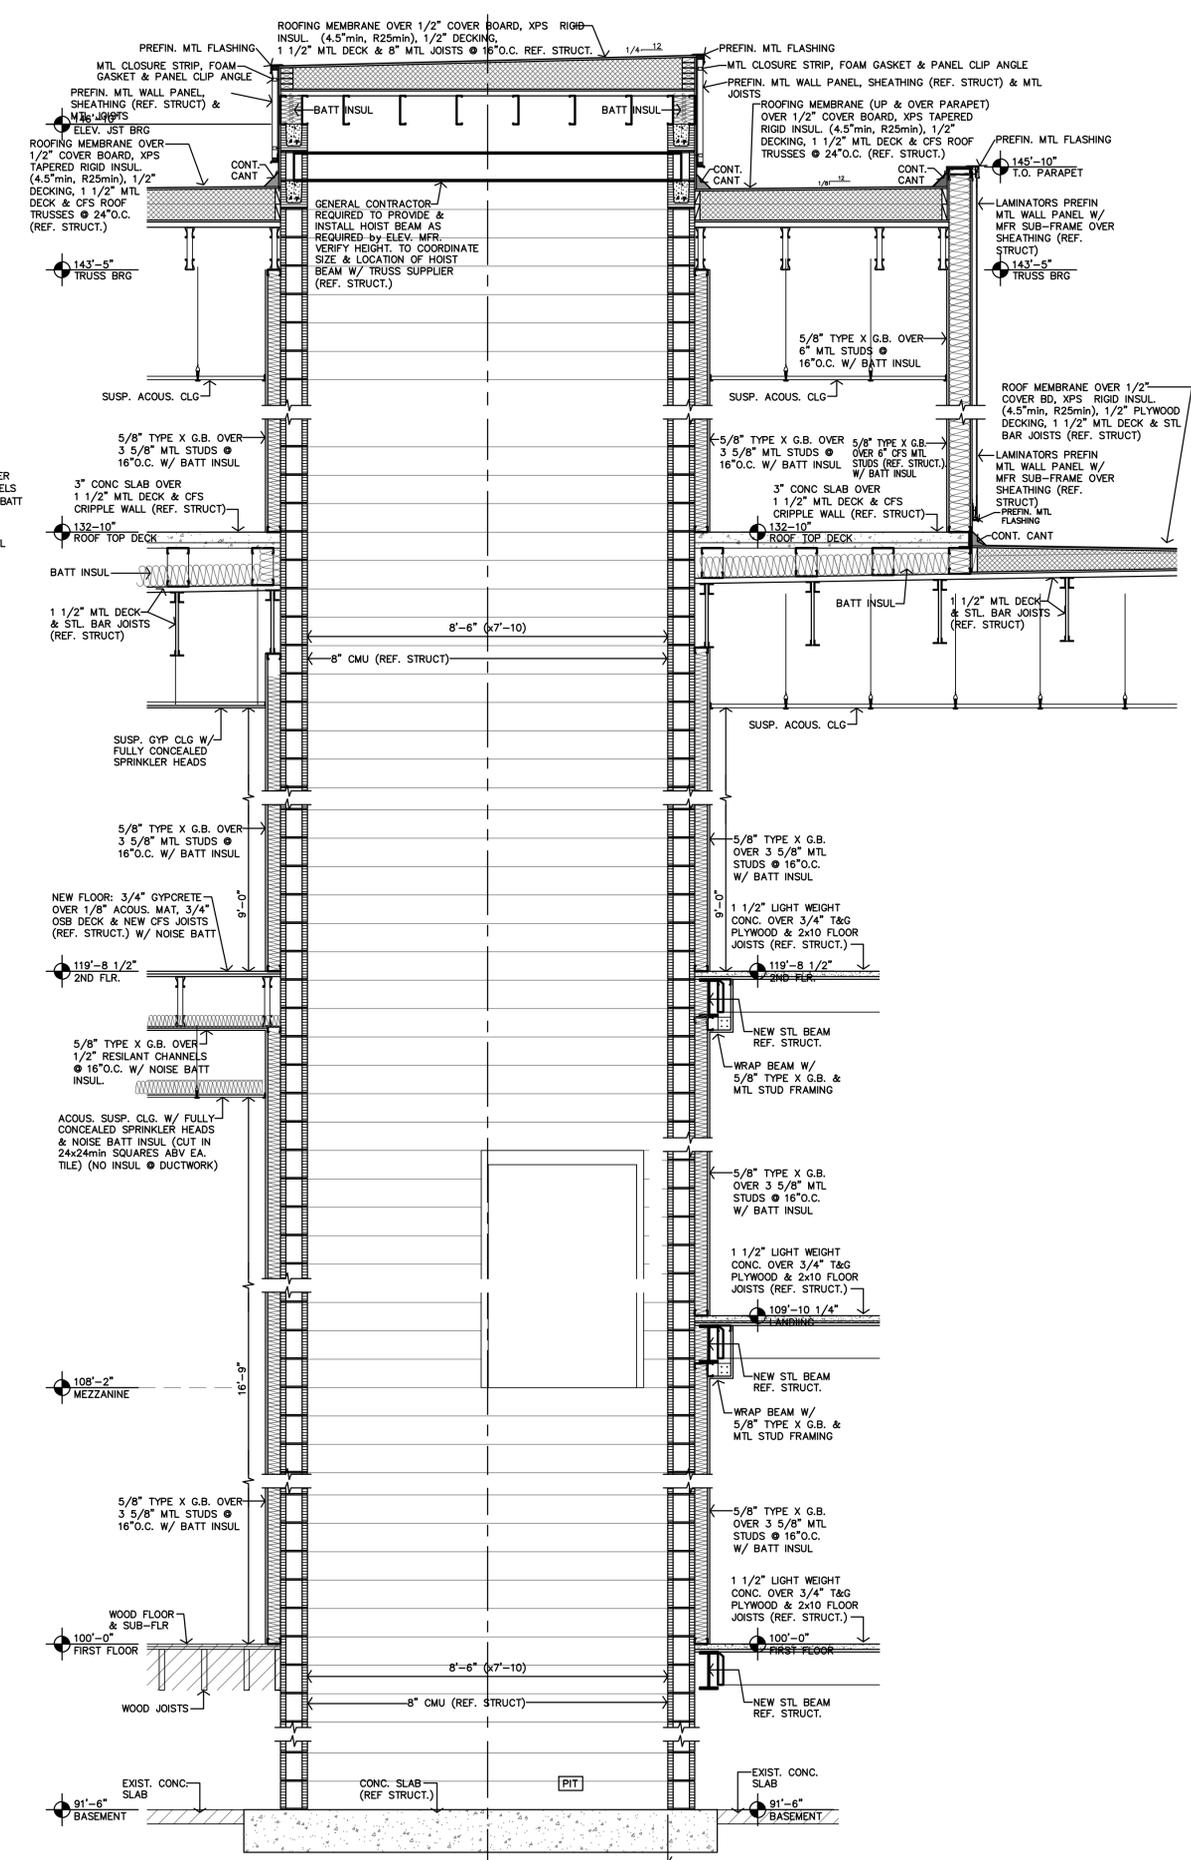 ROOFING MEMBRANE OVER 1/2" COVER BOARD, XPS RIGID
INSUL. (4.5"min, R25min), 1/2" DECKING,
1 1/2" MTL DECK & 8" MTL JOISTS @ 16"O.C. REF. STRUCT.
1/4
12
PREFIN. MTL FLASHING
MTL CLOSURE STRIP, FOAM
GASKET & PANEL CLIP ANGLE
PREFIN. MTL WALL PANEL,
SHEATHING (REF. STRUCT) &
MTL JOISTS
146'-10"
ELEV. JST BRG
ROOFING MEMBRANE OVER
1/2" COVER BOARD, XPS
TAPERED RIGID INSUL.
(4.5"min, R25min), 1/2"
DECKING, 1 1/2" MTL
DECK & CFS ROOF
TRUSSES @ 24"O.C.
(REF. STRUCT.)
CONT.
CANT
BATT INSUL
BATT INSUL
PREFIN. MTL FLASHING
MTL CLOSURE STRIP, FOAM GASKET & PANEL CLIP ANGLE
PREFIN. MTL WALL PANEL, SHEATHING (REF. STRUCT) & MTL
JOISTS
ROOFING MEMBRANE (UP & OVER PARAPET)
OVER 1/2" COVER BOARD, XPS TAPERED
RIGID INSUL. (4.5"min, R25min), 1/2"
DECKING, 1 1/2" MTL DECK & CFS ROOF
TRUSSES @ 24"O.C. (REF. STRUCT.)
CONT.
CANT
1/8
12
CONT.
CANT
PREFIN. MTL FLASHING
145'-10"
T.O. PARAPET
LAMINATORS PREFIN
MTL WALL PANEL W/
MFR SUB-FRAME OVER
SHEATHING (REF.
STRUCT)
143'-5"
TRUSS BRG
143'-5"
TRUSS BRG
GENERAL CONTRACTOR
REQUIRED TO PROVIDE &
INSTALL HOIST BEAM AS
REQUIRED by ELEV. MFR.
VERIFY HEIGHT. TO COORDINATE
SIZE & LOCATION OF HOIST
BEAM W/ TRUSS SUPPLIER
(REF. STRUCT.)
5/8" TYPE X G.B. OVER
6" MTL STUDS @
16"O.C. W/ BATT INSUL
SUSP. ACOUS. CLG
SUSP. ACOUS. CLG
ROOF MEMBRANE OVER 1/2"
COVER BD, XPS RIGID INSUL.
(4.5"min, R25min), 1/2" PLYWOOD
DECKING, 1 1/2" MTL DECK & STL
BAR JOISTS (REF. STRUCT)
5/8" TYPE X G.B. OVER
3 5/8" MTL STUDS @
16"O.C. W/ BATT INSUL
5/8" TYPE X G.B. OVER
3 5/8" MTL STUDS @
16"O.C. W/ BATT INSUL
5/8" TYPE X G.B.
OVER 6" CFS MTL
STUDS (REF. STRUCT.)
W/ BATT INSUL
LAMINATORS PREFIN
MTL WALL PANEL W/
MFR SUB-FRAME OVER
SHEATHING (REF.
STRUCT)
PREFIN. MTL
FLASHING
CONT. CANT
BATT
3" CONC SLAB OVER
1 1/2" MTL DECK & CFS
CRIPPLE WALL (REF. STRUCT)
3" CONC SLAB OVER
1 1/2" MTL DECK & CFS
CRIPPLE WALL (REF. STRUCT)
132-10"
ROOF TOP DECK
132-10"
ROOF TOP DECK
BATT INSUL
BATT INSUL
1 1/2" MTL DECK
& STL. BAR JOISTS
(REF. STRUCT)
1 1/2" MTL DECK
& STL. BAR JOISTS
(REF. STRUCT)
8'-6" (x7'-10)
8" CMU (REF. STRUCT)
SUSP. GYP CLG W/
FULLY CONCEALED
SPRINKLER HEADS
SUSP. ACOUS. CLG
5/8" TYPE X G.B. OVER
3 5/8" MTL STUDS @
16"O.C. W/ BATT INSUL
5/8" TYPE X G.B.
OVER 3 5/8" MTL
STUDS @ 16"O.C.
W/ BATT INSUL
9'-0"
9'-0"
NEW FLOOR: 3/4" GYPCRETE
OVER 1/8" ACOUS. MAT, 3/4"
OSB DECK & NEW CFS JOISTS
(REF. STRUCT.) W/ NOISE BATT
1 1/2" LIGHT WEIGHT
CONC. OVER 3/4" T&G
PLYWOOD & 2x10 FLOOR
JOISTS (REF. STRUCT.)
119'-8 1/2"
2ND FLR.
119'-8 1/2"
2ND FLR.
NEW STL BEAM
REF. STRUCT.
WRAP BEAM W/
5/8" TYPE X G.B. &
MTL STUD FRAMING
5/8" TYPE X G.B. OVER
1/2" RESILANT CHANNELS
@ 16"O.C. W/ NOISE BATT
INSUL.
ACOUS. SUSP. CLG. W/ FULLY
CONCEALED SPRINKLER HEADS
& NOISE BATT INSUL (CUT IN
24x24min SQUARES ABV EA.
TILE) (NO INSUL @ DUCTWORK)
5/8" TYPE X G.B.
OVER 3 5/8" MTL
STUDS @ 16"O.C.
W/ BATT INSUL
1 1/2" LIGHT WEIGHT
CONC. OVER 3/4" T&G
PLYWOOD & 2x10 FLOOR
JOISTS (REF. STRUCT.)
109'-10 1/4"
LANDIING
NEW STL BEAM
REF. STRUCT.
16'-9"
108'-2"
MEZZANINE
WRAP BEAM W/
5/8" TYPE X G.B. &
MTL STUD FRAMING
5/8" TYPE X G.B. OVER
3 5/8" MTL STUDS @
16"O.C. W/ BATT INSUL
5/8" TYPE X G.B.
OVER 3 5/8" MTL
STUDS @ 16"O.C.
W/ BATT INSUL
1 1/2" LIGHT WEIGHT
CONC. OVER 3/4" T&G
PLYWOOD & 2x10 FLOOR
JOISTS (REF. STRUCT.)
WOOD FLOOR
& SUB-FLR
100'-0"
FIRST FLOOR
100'-0"
FIRST FLOOR
8'-6" (x7'-10)
8" CMU (REF. STRUCT)
WOOD JOISTS
NEW STL BEAM
REF. STRUCT.
EXIST. CONC.
SLAB
CONC. SLAB
(REF STRUCT.)
PIT
EXIST. CONC.
SLAB
91'-6"
BASEMENT
91'-6"
BASEMENT